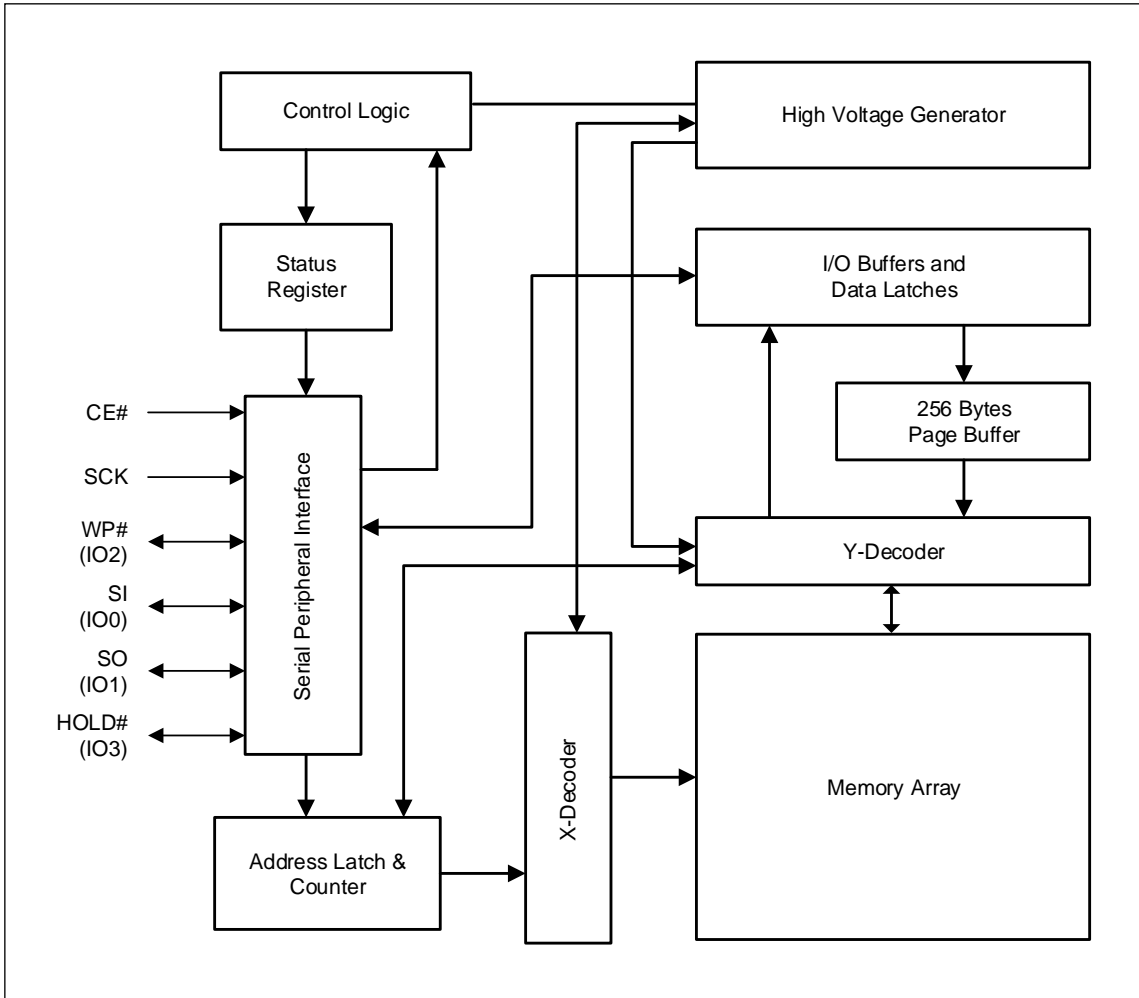 Control Logic
High Voltage Generator
Status
Register
I/O Buffers and
Data Latches
256 Bytes
Page Buffer
CE#
SCK
WP#
(IO2)
SI
(IO0)
SO
(IO1)
HOLD#
(IO3)
Serial Peripheral Interface
Y-Decoder
X-Decoder
Memory Array
Address Latch &
Counter